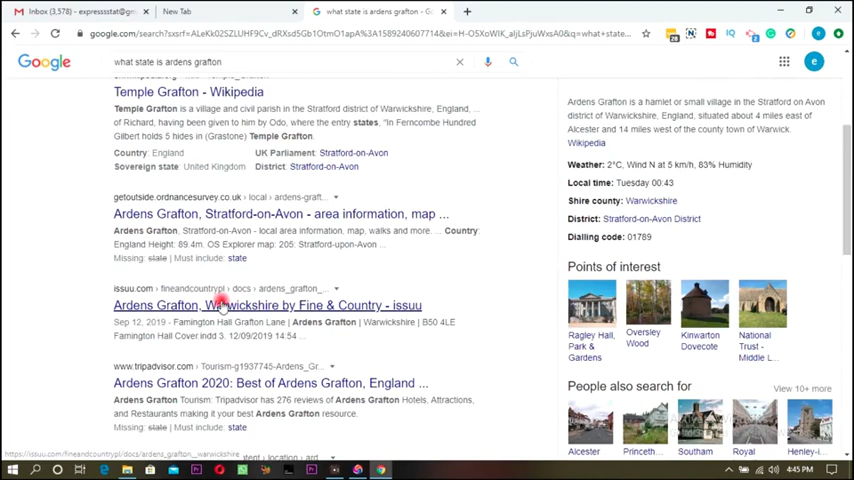 Inbox (3,578) - expressstat@gm
New Tab
what state is ardens grafton - Go
google.com/search?sxsrf=ALeKk02OS2OTCqbb0urv_dRXsd5Gb1OtmO1apA%3A1589240607714&ei=H-O5XoWIK_aljLsPjuWxsA0&q=what+state...
Google
what state is ardens grafton
e
Temple Grafton - Wikipedia
Temple Grafton is a village and civil parish in the Stratford district of Warwickshire, England,
of Richard, having been given to him by Odo, where the entry states, "In Ferncombe Hundred
Gilbert holds 5 hides in (Grastone) Temple Grafton.
Country: England UK Parliament: Stratford-on-Avon
Sovereign state: United Kingdom District: Stratford-on-Avon
getoutside.ordnancesurvey.co.uk › local › ardens-graft...
Ardens Grafton, Stratford-on-Avon - area information, map ...
Ardens Grafton, Stratford-on-Avon - local area information, map, walks and more. ... Country:
England Height: 89.4m. OS Explorer map: 205: Stratford-upon-Avon ...
Missing: state | Must include: state
issuu.com › fineandcountrypl › docs › ardens_grafton_...
Ardens Grafton, Warwickshire by Fine & Country - issuu
Sep 12, 2019 - Famington Hall Grafton Lane | Ardens Grafton | Warwickshire | B50 4LE
Famington Hall Cover.indd 3. 12/09/2019 14:54 ...
www.tripadvisor.com › Tourism-g1937745-Ardens_Gr...
Ardens Grafton 2020: Best of Ardens Grafton, England ...
Ardens Grafton Tourism: Tripadvisor has 276 reviews of Ardens Grafton Hotels, Attractions,
and Restaurants making it your best Ardens Grafton resource.
Missing: state | Must include: state
https://issuu.com/fineandcountrypl/docs/ardens_grafton__warwickshire
Ardens Grafton is a hamlet or small village in the Stratford on Avon
district of Warwickshire, England, situated about 4 miles east of
Alcester and 14 miles west of the county town of Warwick.
Wikipedia
Weather: 2°C, Wind N at 5 km/h, 83% Humidity
Local time: Tuesday 00:43
Shire county: Warwickshire
District: Stratford-on-Avon District
Dialling code: 01789
Points of interest
Ragley Hall, Park & Gardens
Oversley Wood
Kinwarton Dovecote
National Trust - Middle L...
People also search for
View 10+ more
Alcester
Princeth...
Southam
Royal
Henley-i...
4:45 PM